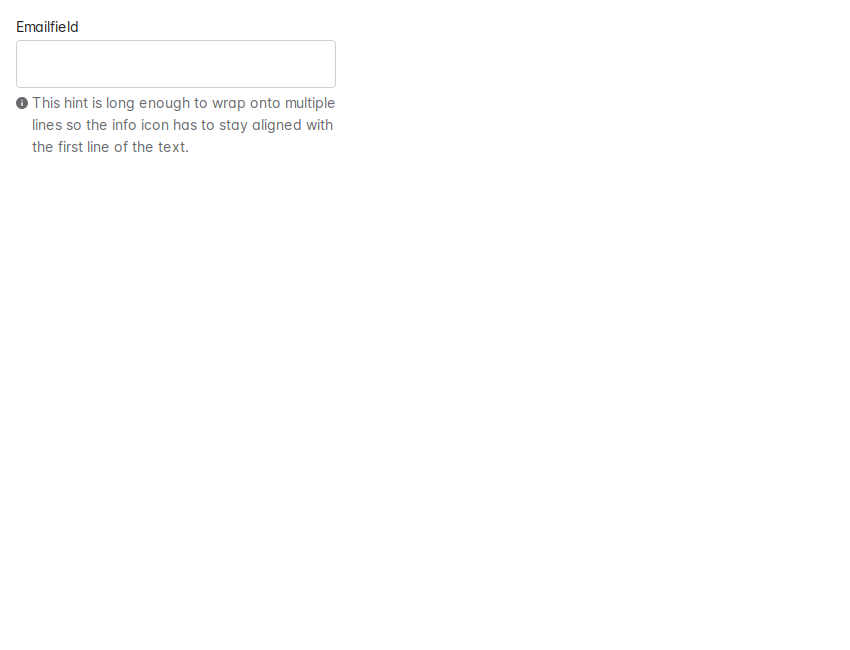 Emailfield
This hint is long enough to wrap onto multiple
lines so the info icon has to stay aligned with
the first line of the text.